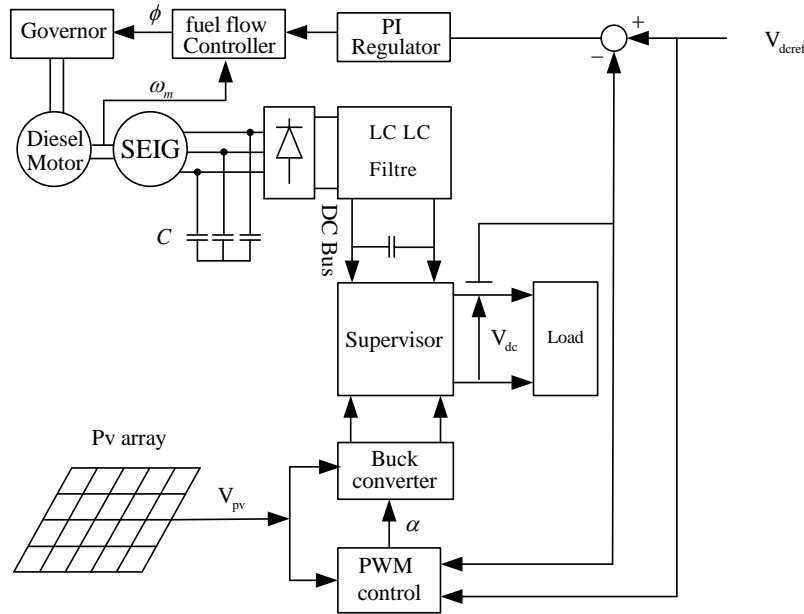 Governor
ϕ
fuel flow
Controller
PI
Regulator
+
−
V_dcref
ω_m
Diesel
Motor
SEIG
LC LC
Filtre
C
DC Bus
Supervisor
V_dc
Load
Pv array
V_pv
Buck
converter
α
PWM
control